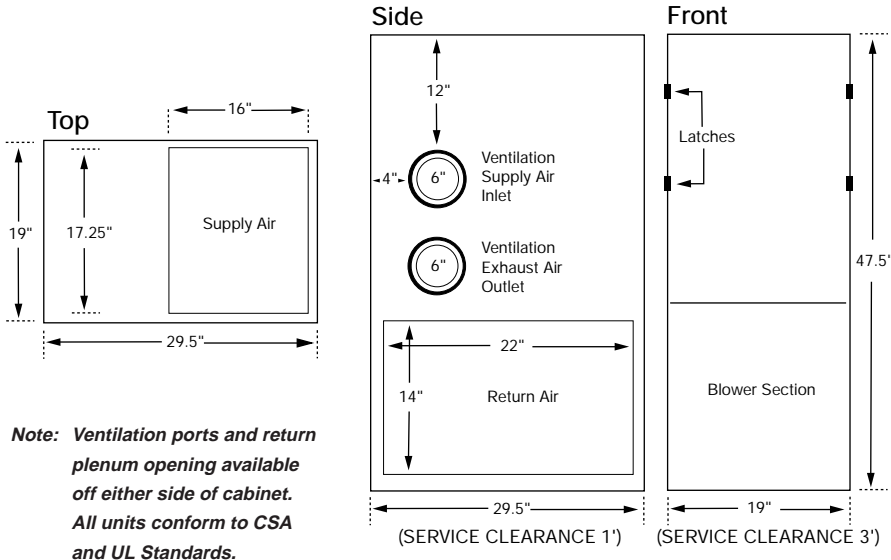 Top
16"
19"
17.25"
Supply Air
29.5"
Note: Ventilation ports and return
plenum opening available
off either side of cabinet.
All units conform to CSA
and UL Standards.
Side
12"
4"
6"
Ventilation
Supply Air
Inlet
6"
Ventilation
Exhaust Air
Outlet
22"
14"
Return Air
29.5"
(SERVICE CLEARANCE 1')
Front
Latches
47.5'
Blower Section
19"
(SERVICE CLEARANCE 3')